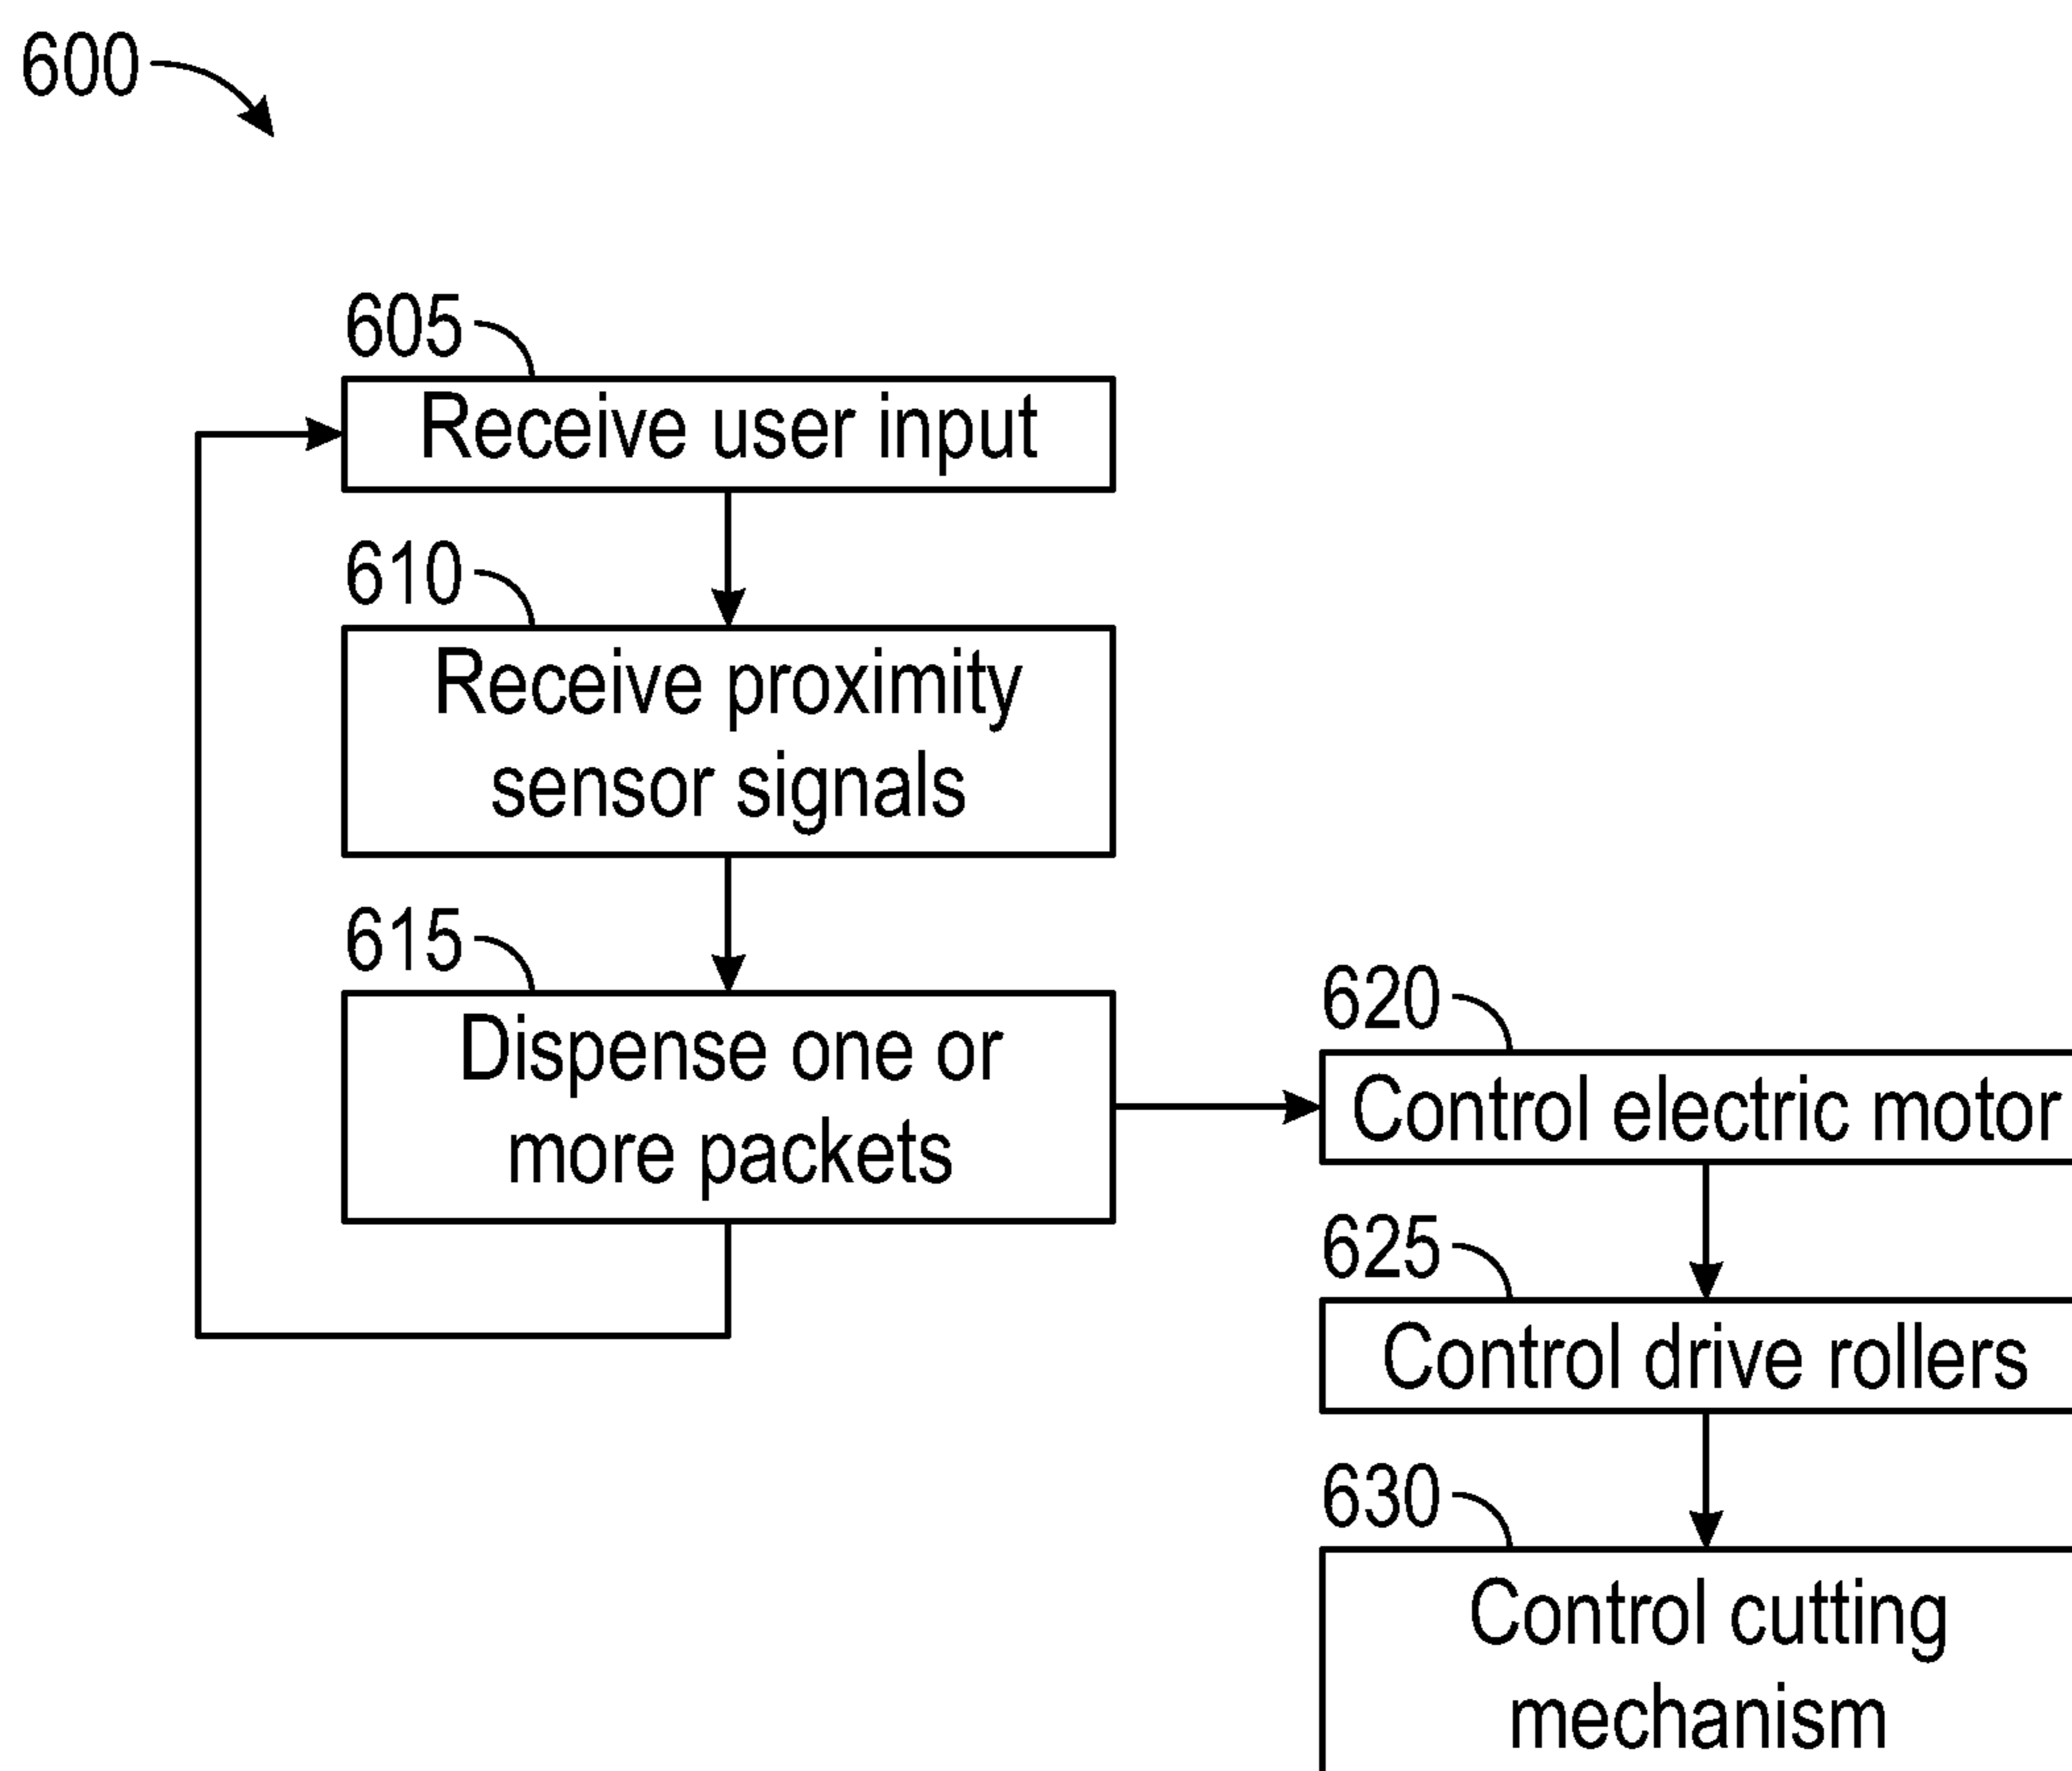 600
605
Receive user input
610
Receive proximity
sensor signals
615
Dispense one or
more packets
620
Control electric motor
625
Control drive rollers
630
Control cutting
mechanism